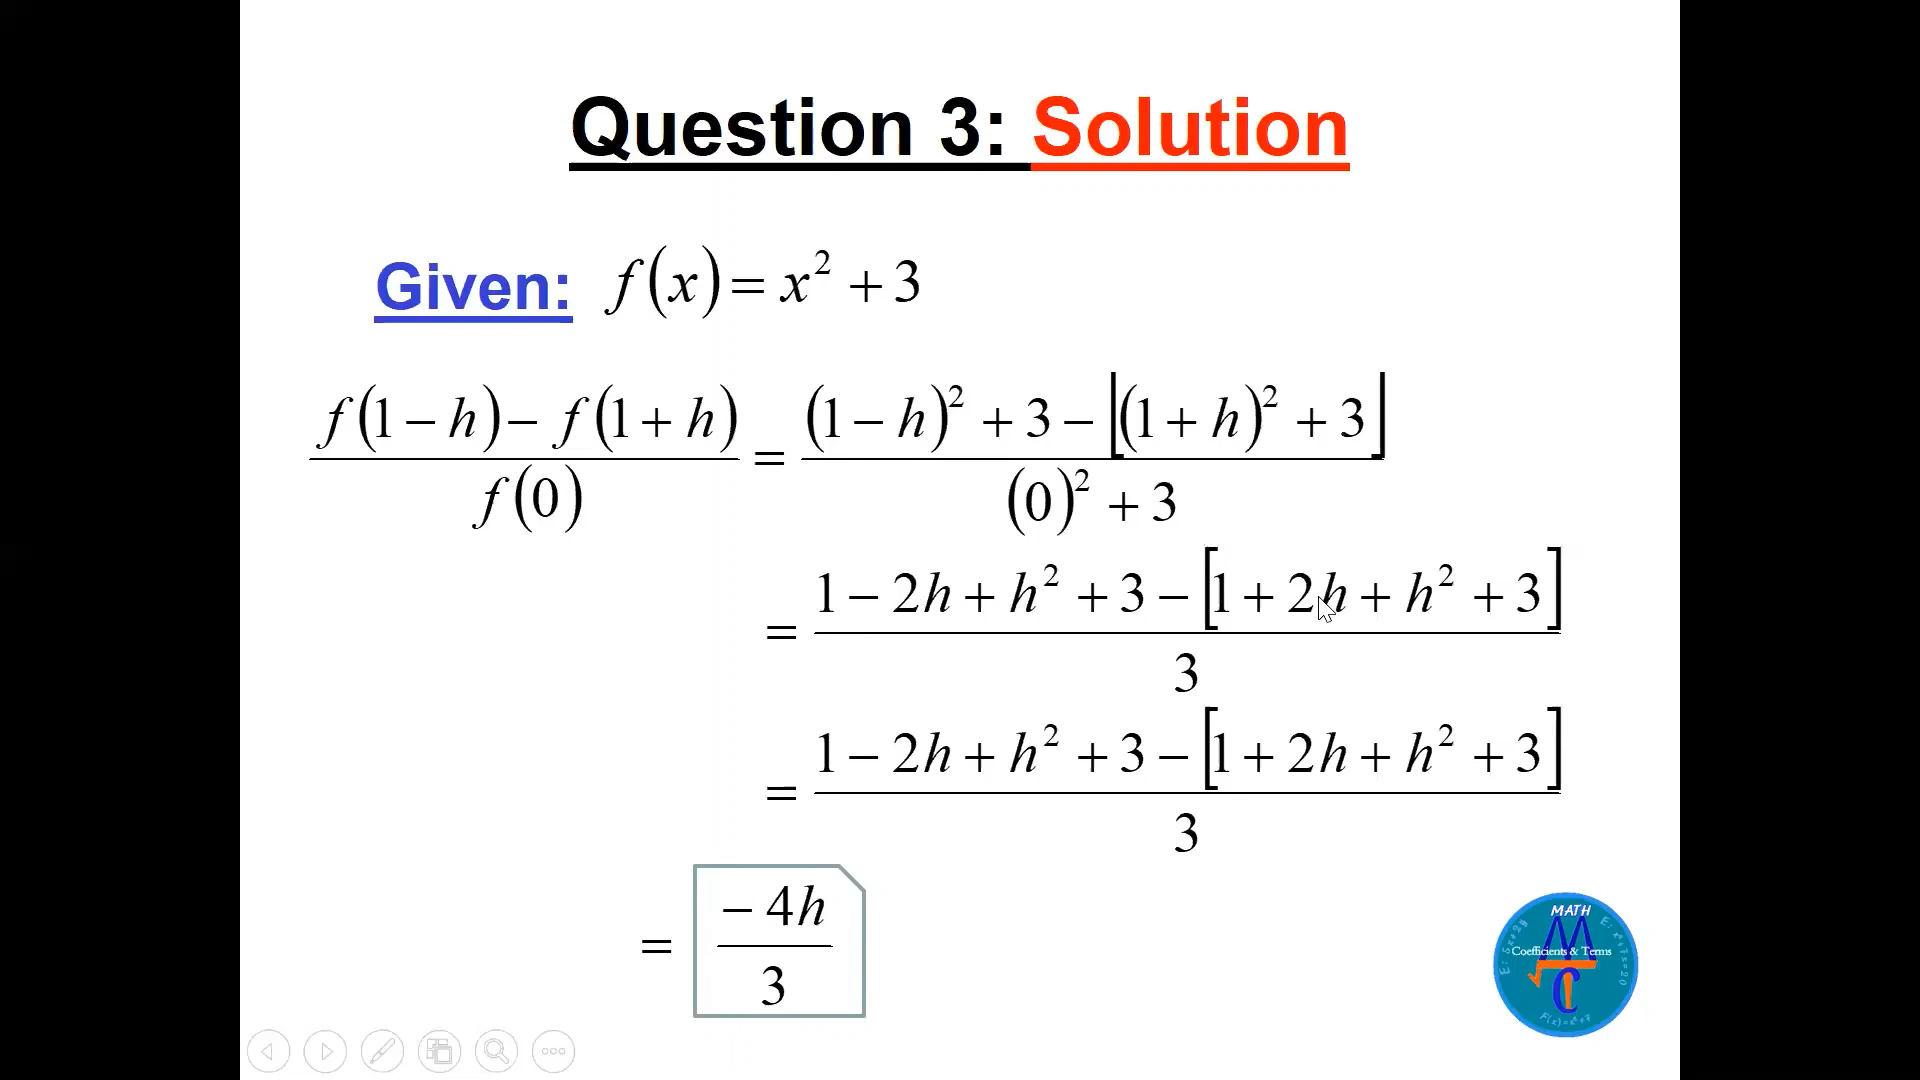 Question 3: Solution
Given: f(x) = x² + 3
f(1 − h) − f(1 + h) / f(0) = (1 − h)² + 3 − [(1 + h)² + 3] / (0)² + 3
= 1 − 2h + h² + 3 − [1 + 2h + h² + 3] / 3
= 1 − 2h + h² + 3 − [1 + 2h + h² + 3] / 3
= − 4h / 3
MATH
Coefficients & Terms